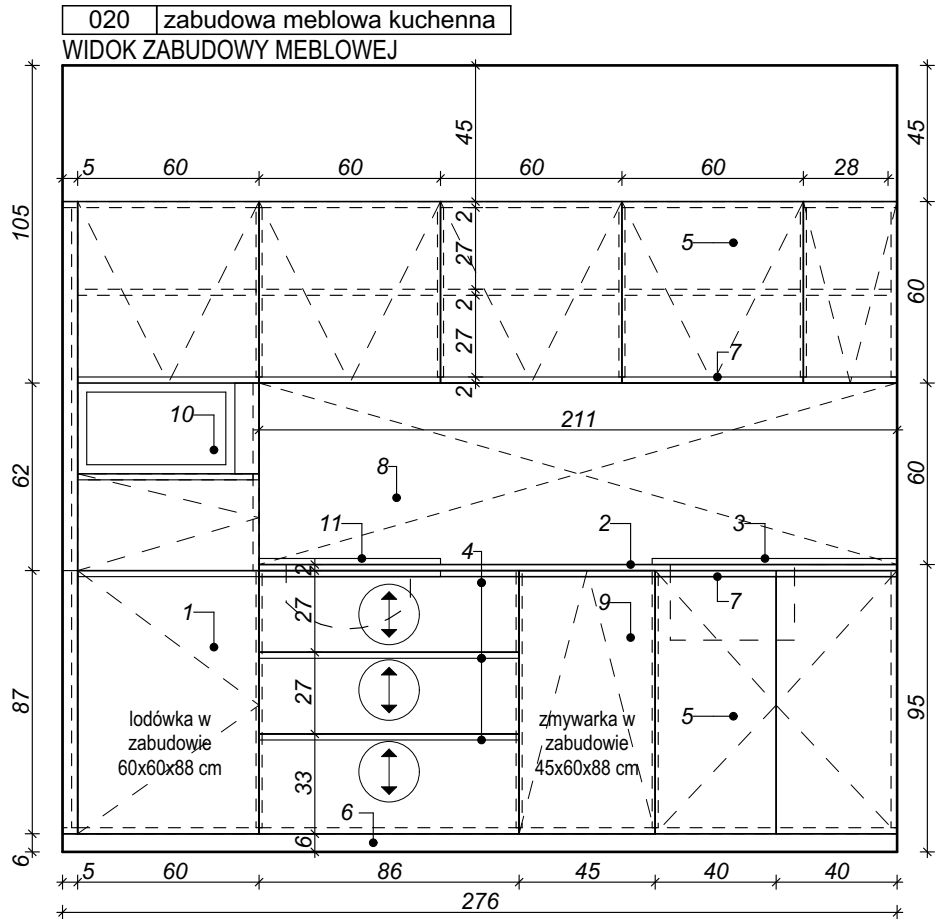 020 zabudowa meblowa kuchenna
WIDOK ZABUDOWY MEBLOWEJ
45
45
5 60 60 60 60 28
105
2
27
5
60
2
27
7
2
10
211
62
8
60
11 4 2 3
2
27
1
9
7
27
87
lodówka w
zabudowie
60x60x88 cm
zmywarka w
zabudowie
45x60x88 cm
5
95
33
6
6
6
5 60 86 45 40 40
276